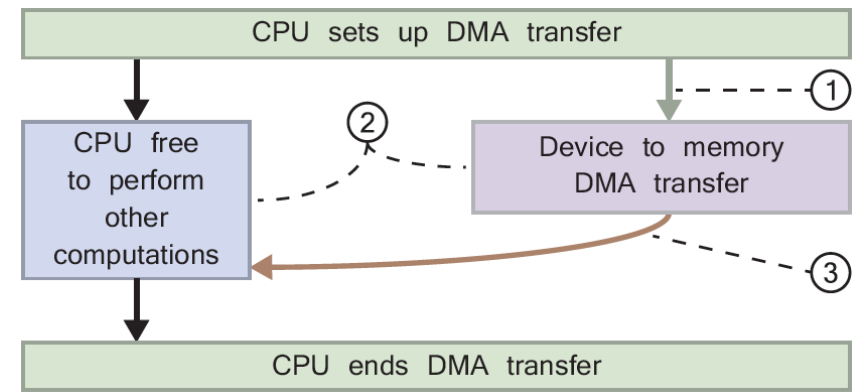 CPU sets up DMA transfer
1
2
CPU free
to perform
other
computations
Device to memory
DMA transfer
3
CPU ends DMA transfer